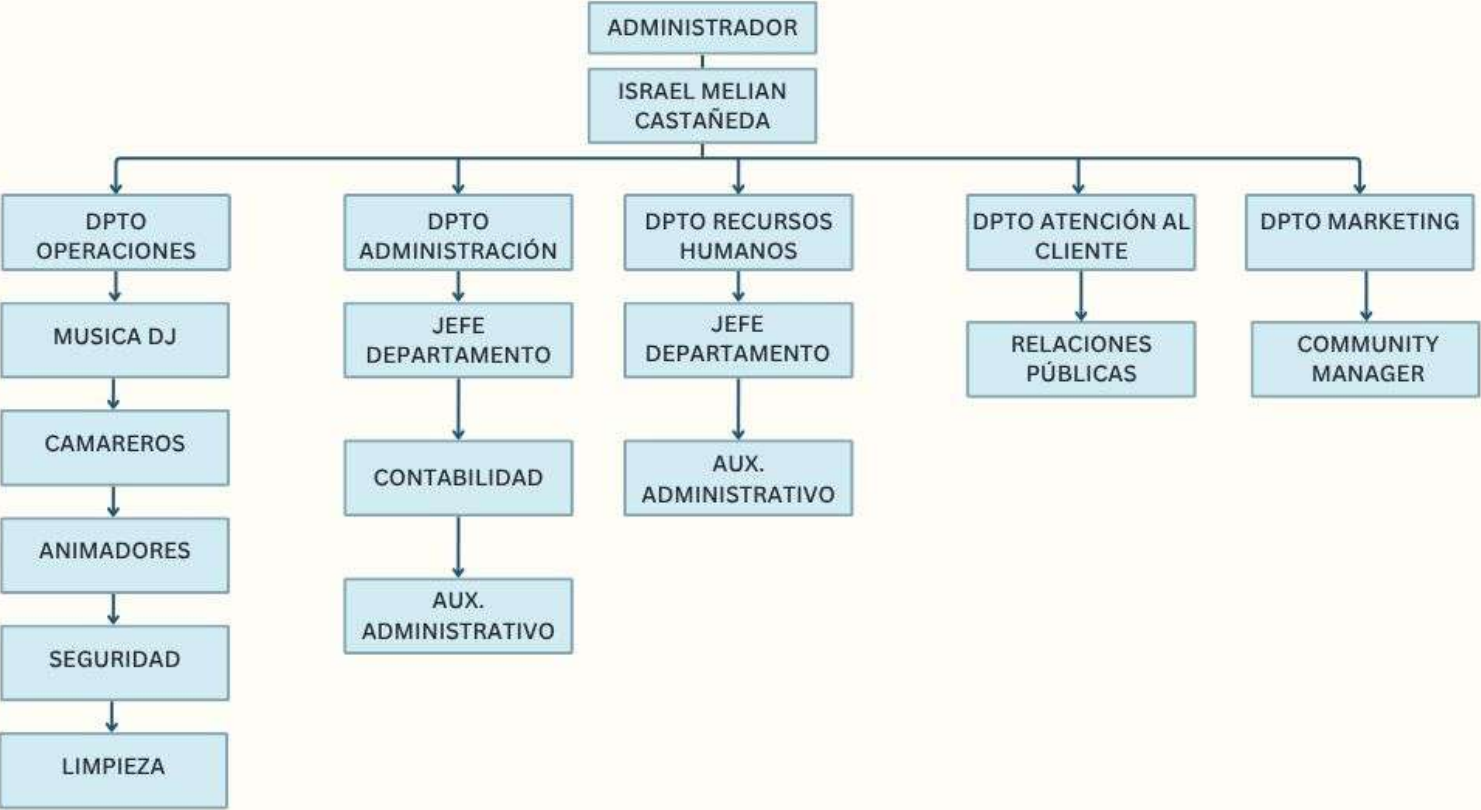 ADMINISTRADOR
ISRAEL MELIAN
CASTAÑEDA
DPTO
OPERACIONES
MUSICA DJ
CAMAREROS
ANIMADORES
SEGURIDAD
LIMPIEZA
DPTO
ADMINISTRACIÓN
JEFE
DEPARTAMENTO
CONTABILIDAD
AUX.
ADMINISTRATIVO
DPTO RECURSOS
HUMANOS
JEFE
DEPARTAMENTO
AUX.
ADMINISTRATIVO
DPTO ATENCIÓN AL
CLIENTE
RELACIONES
PÚBLICAS
DPTO MARKETING
COMMUNITY
MANAGER